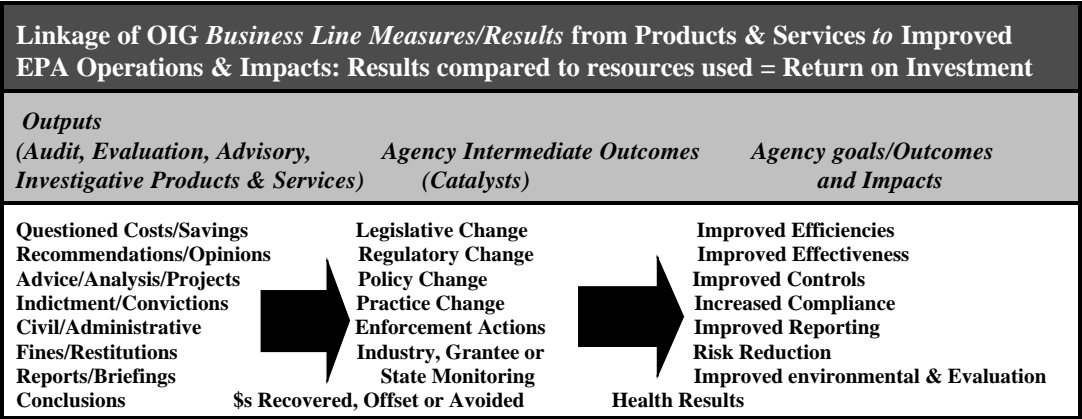 Linkage of OIG Business Line Measures/Results from Products & Services to Improved
EPA Operations & Impacts: Results compared to resources used = Return on Investment
Outputs
(Audit, Evaluation, Advisory, Agency Intermediate Outcomes Agency goals/Outcomes
Investigative Products & Services) (Catalysts) and Impacts
Questioned Costs/Savings Legislative Change Improved Efficiencies
Recommendations/Opinions Regulatory Change Improved Effectiveness
Advice/Analysis/Projects Policy Change Improved Controls
Indictment/Convictions Practice Change Increased Compliance
Civil/Administrative Enforcement Actions Improved Reporting
Fines/Restitutions Industry, Grantee or Risk Reduction
Reports/Briefings State Monitoring Improved environmental & Evaluation
Conclusions $s Recovered, Offset or Avoided Health Results